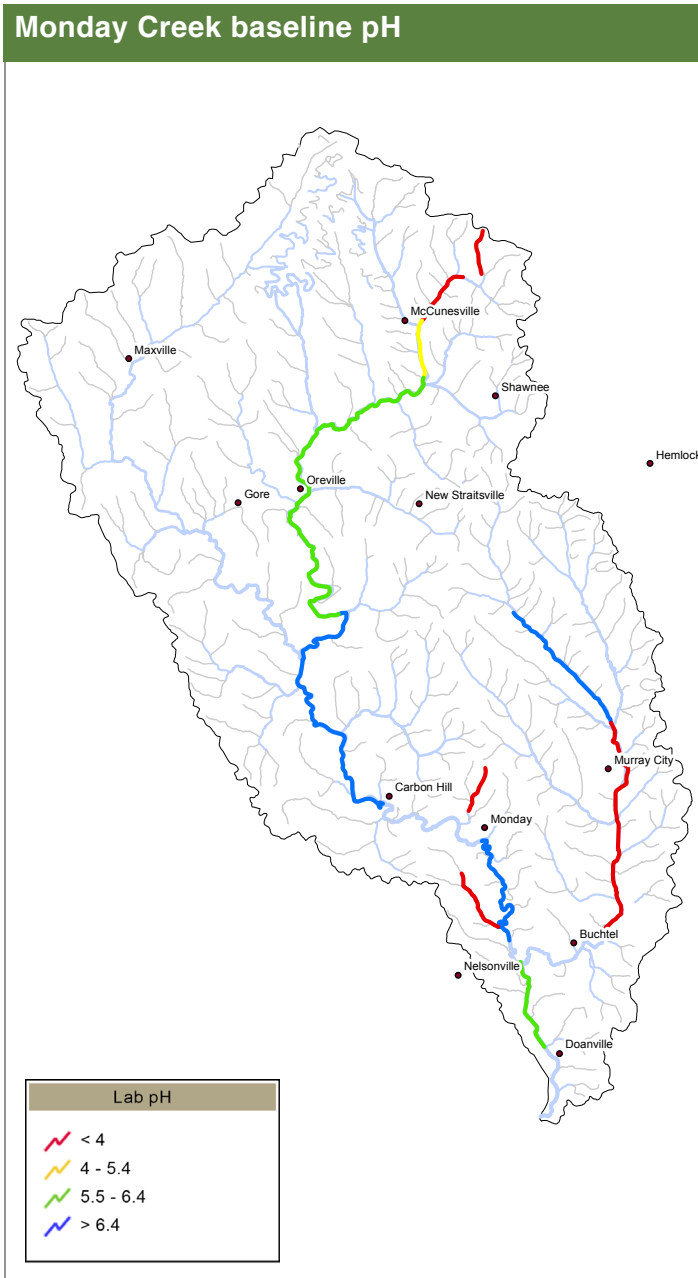 Monday Creek baseline pH
McCunesville
Maxville
Shawnee
Hemlock
Oreville
Gore
New Straitsville
Murray City
Carbon Hill
Monday
Buchtel
Nelsonville
Doanville
Lab pH
< 4
4 - 5.4
5.5 - 6.4
> 6.4